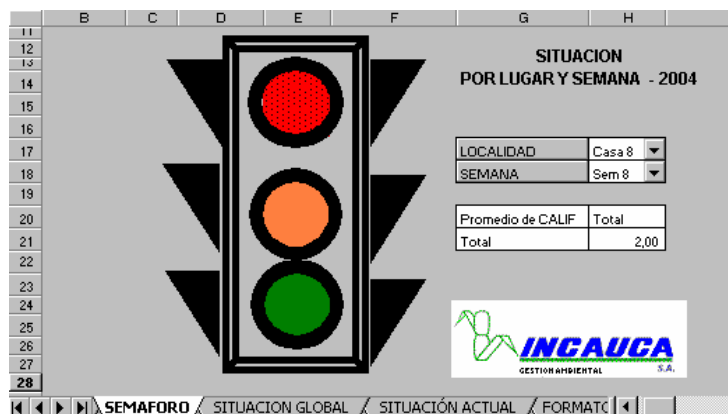 B C D E F G H
11
12
13
14
15
16
17
18
19
20
21
22
23
24
25
26
27
28
SITUACION
POR LUGAR Y SEMANA - 2004
LOCALIDAD Casa 8
SEMANA Sem 8
Promedio de CALIF Total
Total 2,00
INCAUCA
S.A.
GESTION AMBIENTAL
SEMAFORO SITUACION GLOBAL SITUACIÓN ACTUAL FORMATO